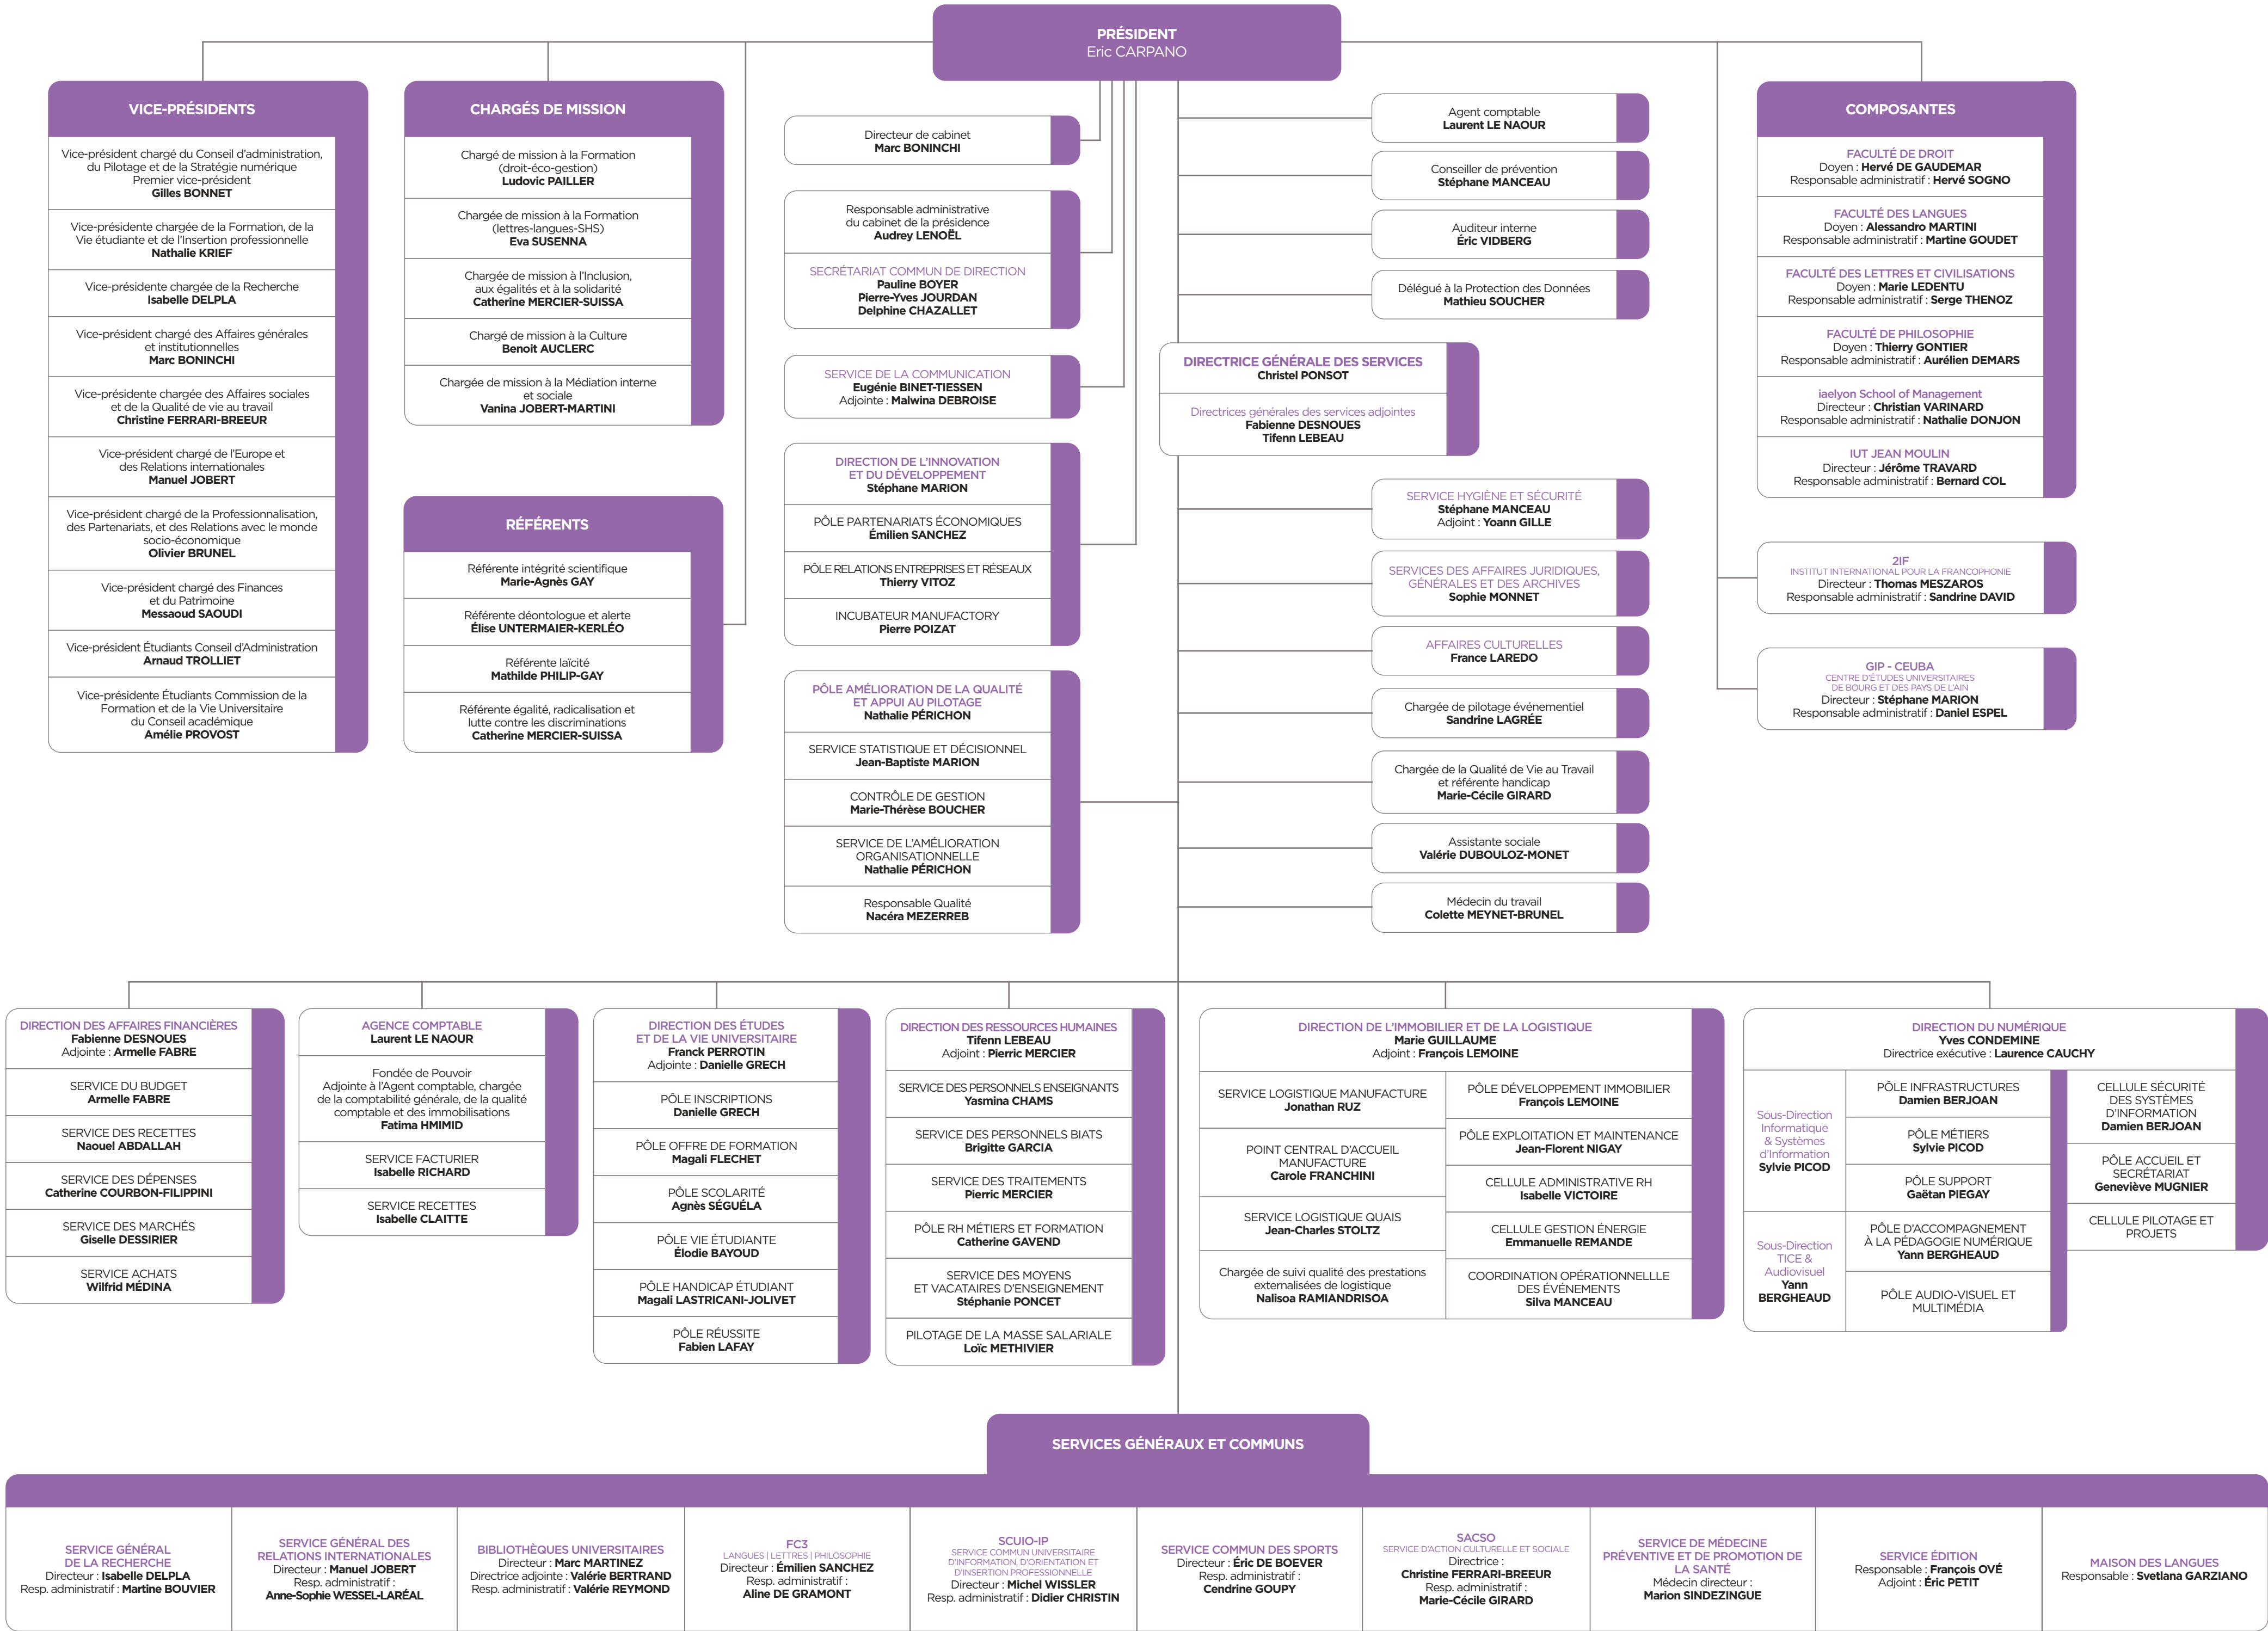 PRÉSIDENT
Eric CARPANO
VICE-PRÉSIDENTS
Vice-président chargé du Conseil d'administration,
du Pilotage et de la Stratégie numérique
Premier vice-président
Gilles BONNET
Vice-présidente chargée de la Formation, de la
Vie étudiante et de l'Insertion professionnelle
Nathalie KRIEF
Vice-présidente chargée de la Recherche
Isabelle DELPLA
Vice-président chargé des Affaires générales
et institutionnelles
Marc BONINCHI
Vice-présidente chargée des Affaires sociales
et de la Qualité de vie au travail
Christine FERRARI-BREEUR
Vice-président chargé de l'Europe et
des Relations internationales
Manuel JOBERT
Vice-président chargé de la Professionnalisation,
des Partenariats, et des Relations avec le monde
socio-économique
Olivier BRUNEL
Vice-président chargé des Finances
et du Patrimoine
Messaoud SAOUDI
Vice-président Étudiants Conseil d'Administration
Arnaud TROLLIET
Vice-présidente Étudiants Commission de la
Formation et de la Vie Universitaire
du Conseil académique
Amélie PROVOST
CHARGÉS DE MISSION
Chargé de mission à la Formation
(droit-éco-gestion)
Ludovic PAILLER
Chargée de mission à la Formation
(lettres-langues-SHS)
Eva SUSENNA
Chargée de mission à l'Inclusion,
aux égalités et à la solidarité
Catherine MERCIER-SUISSA
Chargé de mission à la Culture
Benoit AUCLERC
Chargée de mission à la Médiation interne
et sociale
Vanina JOBERT-MARTINI
RÉFÉRENTS
Référente intégrité scientifique
Marie-Agnès GAY
Référente déontologue et alerte
Élise UNTERMAIER-KERLÉO
Référente laïcité
Mathilde PHILIP-GAY
Référente égalité, radicalisation et
lutte contre les discriminations
Catherine MERCIER-SUISSA
Directeur de cabinet
Marc BONINCHI
Responsable administrative
du cabinet de la présidence
Audrey LENOËL
SECRÉTARIAT COMMUN DE DIRECTION
Pauline BOYER
Pierre-Yves JOURDAN
Delphine CHAZALLET
SERVICE DE LA COMMUNICATION
Eugénie BINET-TIESSEN
Adjointe : Malwina DEBROISE
DIRECTION DE L'INNOVATION
ET DU DÉVELOPPEMENT
Stéphane MARION
PÔLE PARTENARIATS ÉCONOMIQUES
Émilien SANCHEZ
PÔLE RELATIONS ENTREPRISES ET RÉSEAUX
Thierry VITOZ
INCUBATEUR MANUFACTORY
Pierre POIZAT
PÔLE AMÉLIORATION DE LA QUALITÉ
ET APPUI AU PILOTAGE
Nathalie PÉRICHON
SERVICE STATISTIQUE ET DÉCISIONNEL
Jean-Baptiste MARION
CONTRÔLE DE GESTION
Marie-Thérèse BOUCHER
SERVICE DE L'AMÉLIORATION
ORGANISATIONNELLE
Nathalie PÉRICHON
Responsable Qualité
Nacéra MEZERREB
Agent comptable
Laurent LE NAOUR
Conseiller de prévention
Stéphane MANCEAU
Auditeur interne
Éric VIDBERG
Délégué à la Protection des Données
Mathieu SOUCHER
DIRECTRICE GÉNÉRALE DES SERVICES
Christel PONSOT
Directrices générales des services adjointes
Fabienne DESNOUES
Tifenn LEBEAU
SERVICE HYGIÈNE ET SÉCURITÉ
Stéphane MANCEAU
Adjoint : Yoann GILLE
SERVICES DES AFFAIRES JURIDIQUES,
GÉNÉRALES ET DES ARCHIVES
Sophie MONNET
AFFAIRES CULTURELLES
France LAREDO
Chargée de pilotage événementiel
Sandrine LAGRÉE
Chargée de la Qualité de Vie au Travail
et référente handicap
Marie-Cécile GIRARD
Assistante sociale
Valérie DUBOULOZ-MONET
Médecin du travail
Colette MEYNET-BRUNEL
COMPOSANTES
FACULTÉ DE DROIT
Doyen : Hervé DE GAUDEMAR
Responsable administratif : Hervé SOGNO
FACULTÉ DES LANGUES
Doyen : Alessandro MARTINI
Responsable administratif : Martine GOUDET
FACULTÉ DES LETTRES ET CIVILISATIONS
Doyen : Marie LEDENTU
Responsable administratif : Serge THENOZ
FACULTÉ DE PHILOSOPHIE
Doyen : Thierry GONTIER
Responsable administratif : Aurélien DEMARS
iaelyon School of Management
Directeur : Christian VARINARD
Responsable administratif : Nathalie DONJON
IUT JEAN MOULIN
Directeur : Jérôme TRAVARD
Responsable administratif : Bernard COL
2IF
INSTITUT INTERNATIONAL POUR LA FRANCOPHONIE
Directeur : Thomas MESZAROS
Responsable administratif : Sandrine DAVID
GIP - CEUBA
CENTRE D'ÉTUDES UNIVERSITAIRES
DE BOURG ET DES PAYS DE L'AIN
Directeur : Stéphane MARION
Responsable administratif : Daniel ESPEL
DIRECTION DES AFFAIRES FINANCIÈRES
Fabienne DESNOUES
Adjointe : Armelle FABRE
SERVICE DU BUDGET
Armelle FABRE
SERVICE DES RECETTES
Naouel ABDALLAH
SERVICE DES DÉPENSES
Catherine COURBON-FILIPPINI
SERVICE DES MARCHÉS
Giselle DESSIRIER
SERVICE ACHATS
Wilfrid MÉDINA
AGENCE COMPTABLE
Laurent LE NAOUR
Fondée de Pouvoir
Adjointe à l'Agent comptable, chargée
de la comptabilité générale, de la qualité
comptable et des immobilisations
Fatima HMIMID
SERVICE FACTURIER
Isabelle RICHARD
SERVICE RECETTES
Isabelle CLAITTE
DIRECTION DES ÉTUDES
ET DE LA VIE UNIVERSITAIRE
Franck PERROTIN
Adjointe : Danielle GRECH
PÔLE INSCRIPTIONS
Danielle GRECH
PÔLE OFFRE DE FORMATION
Magali FLECHET
PÔLE SCOLARITÉ
Agnès SÉGUÉLA
PÔLE VIE ÉTUDIANTE
Élodie BAYOUD
PÔLE HANDICAP ÉTUDIANT
Magali LASTRICANI-JOLIVET
PÔLE RÉUSSITE
Fabien LAFAY
DIRECTION DES RESSOURCES HUMAINES
Tifenn LEBEAU
Adjoint : Pierric MERCIER
SERVICE DES PERSONNELS ENSEIGNANTS
Yasmina CHAMS
SERVICE DES PERSONNELS BIATS
Brigitte GARCIA
SERVICE DES TRAITEMENTS
Pierric MERCIER
PÔLE RH MÉTIERS ET FORMATION
Catherine GAVEND
SERVICE DES MOYENS
ET VACATAIRES D'ENSEIGNEMENT
Stéphanie PONCET
PILOTAGE DE LA MASSE SALARIALE
Loïc METHIVIER
DIRECTION DE L'IMMOBILIER ET DE LA LOGISTIQUE
Marie GUILLAUME
Adjoint : François LEMOINE
SERVICE LOGISTIQUE MANUFACTURE
Jonathan RUZ
POINT CENTRAL D'ACCUEIL
MANUFACTURE
Carole FRANCHINI
SERVICE LOGISTIQUE QUAIS
Jean-Charles STOLTZ
Chargée de suivi qualité des prestations
externalisées de logistique
Nalisoa RAMIANDRISOA
PÔLE DÉVELOPPEMENT IMMOBILIER
François LEMOINE
PÔLE EXPLOITATION ET MAINTENANCE
Jean-Florent NIGAY
CELLULE ADMINISTRATIVE RH
Isabelle VICTOIRE
CELLULE GESTION ÉNERGIE
Emmanuelle REMANDE
COORDINATION OPÉRATIONNELLLE
DES ÉVÉNEMENTS
Silva MANCEAU
DIRECTION DU NUMÉRIQUE
Yves CONDEMINE
Directrice exécutive : Laurence CAUCHY
Sous-Direction
Informatique
& Systèmes
d'Information
Sylvie PICOD
Sous-Direction
TICE &
Audiovisuel
Yann
BERGHEAUD
PÔLE INFRASTRUCTURES
Damien BERJOAN
PÔLE MÉTIERS
Sylvie PICOD
PÔLE SUPPORT
Gaëtan PIEGAY
PÔLE D'ACCOMPAGNEMENT
À LA PÉDAGOGIE NUMÉRIQUE
Yann BERGHEAUD
PÔLE AUDIO-VISUEL ET
MULTIMÉDIA
CELLULE SÉCURITÉ
DES SYSTÈMES
D'INFORMATION
Damien BERJOAN
PÔLE ACCUEIL ET
SECRÉTARIAT
Geneviève MUGNIER
CELLULE PILOTAGE ET
PROJETS
SERVICES GÉNÉRAUX ET COMMUNS
SERVICE GÉNÉRAL
DE LA RECHERCHE
Directeur : Isabelle DELPLA
Resp. administratif : Martine BOUVIER
SERVICE GÉNÉRAL DES
RELATIONS INTERNATIONALES
Directeur : Manuel JOBERT
Resp. administratif :
Anne-Sophie WESSEL-LARÉAL
BIBLIOTHÈQUES UNIVERSITAIRES
Directeur : Marc MARTINEZ
Directrice adjointe : Valérie BERTRAND
Resp. administratif : Valérie REYMOND
FC3
LANGUES | LETTRES | PHILOSOPHIE
Directeur : Émilien SANCHEZ
Resp. administratif :
Aline DE GRAMONT
SCUIO-IP
SERVICE COMMUN UNIVERSITAIRE
D'INFORMATION, D'ORIENTATION ET
D'INSERTION PROFESSIONNELLE
Directeur : Michel WISSLER
Resp. administratif : Didier CHRISTIN
SERVICE COMMUN DES SPORTS
Directeur : Éric DE BOEVER
Resp. administratif :
Cendrine GOUPY
SACSO
SERVICE D'ACTION CULTURELLE ET SOCIALE
Directrice :
Christine FERRARI-BREEUR
Resp. administratif :
Marie-Cécile GIRARD
SERVICE DE MÉDECINE
PRÉVENTIVE ET DE PROMOTION DE
LA SANTÉ
Médecin directeur :
Marion SINDEZINGUE
SERVICE ÉDITION
Responsable : François OVÉ
Adjoint : Éric PETIT
MAISON DES LANGUES
Responsable : Svetlana GARZIANO